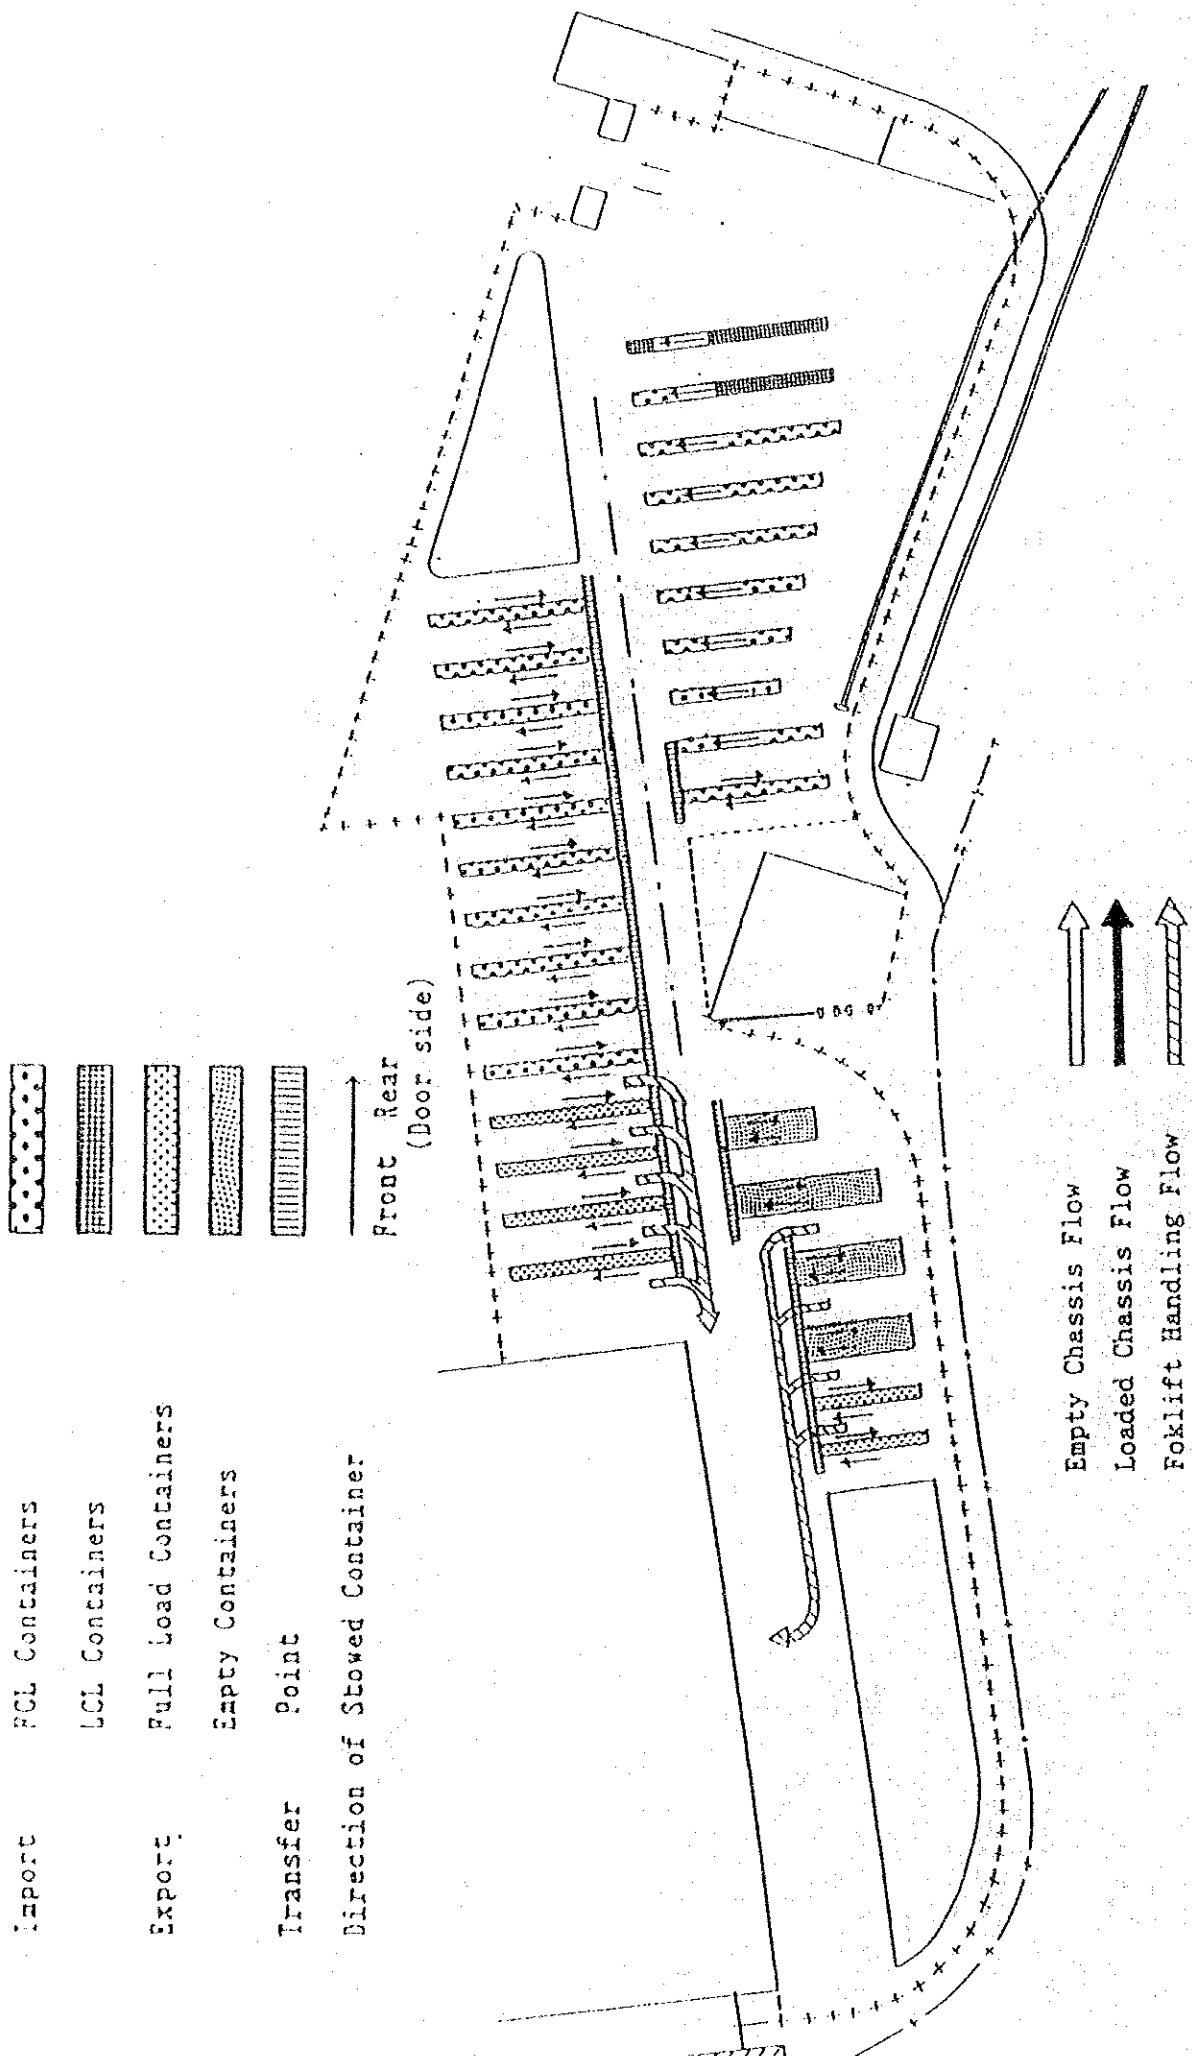 Import FCL Containers
LCL Containers
Export Full Load Containers
Empty Containers
Transfer Point
Direction of Stowed Container
Front Rear
(Door side)
Empty Chassis Flow
Loaded Chassis Flow
Foklift Handling Flow